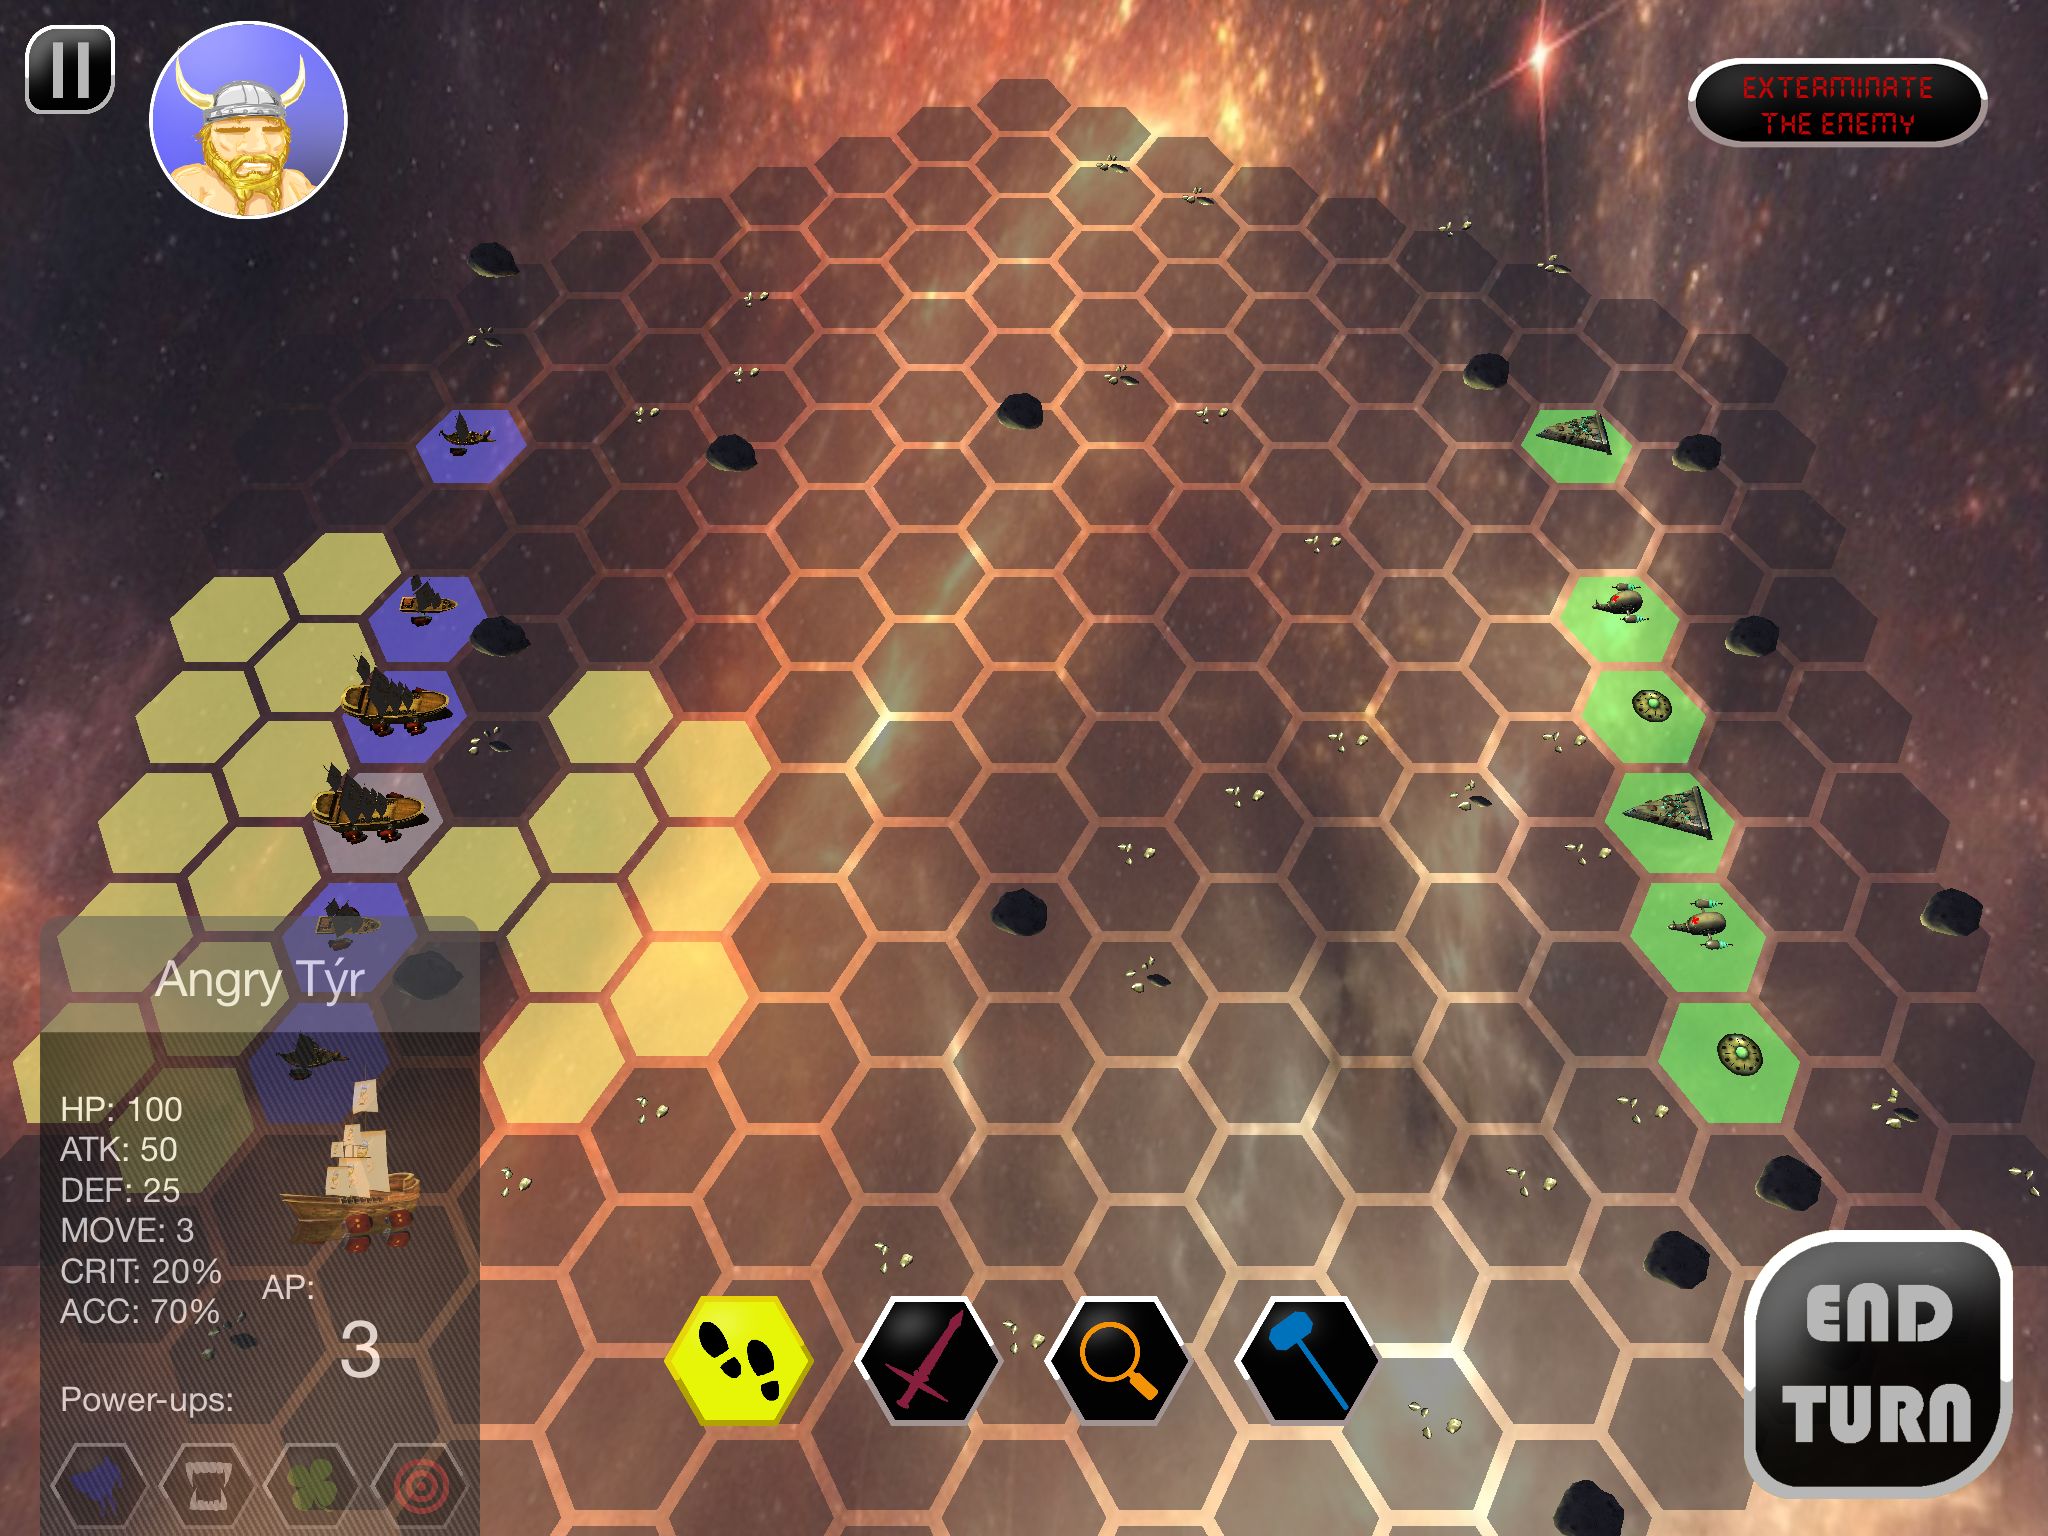 EXTERMINATE
THE ENEMY
Angry Týr
HP: 100
ATK: 50
DEF: 25
MOVE: 3
CRIT: 20%
ACC: 70%
AP:
3
Power-ups:
END
TURN